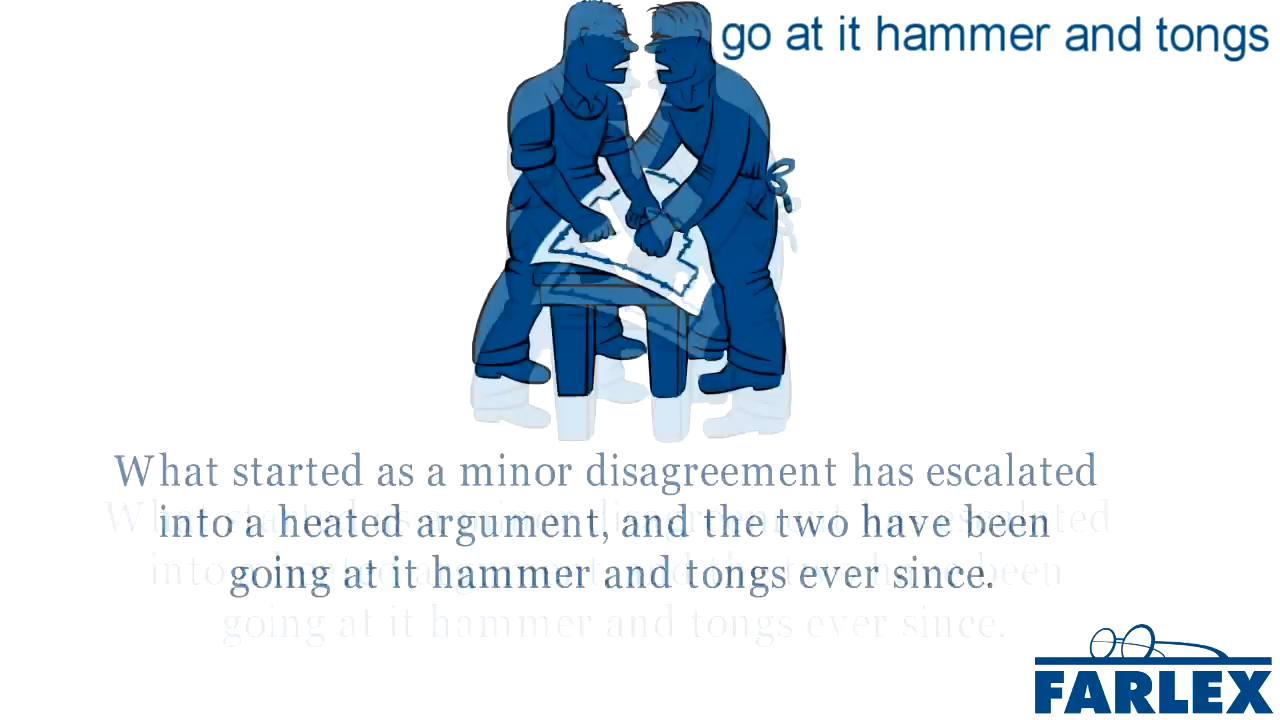 go at it hammer and tongs
What started as a minor disagreement has escalated
into a heated argument, and the two have been
going at it hammer and tongs ever since.
FARLEX